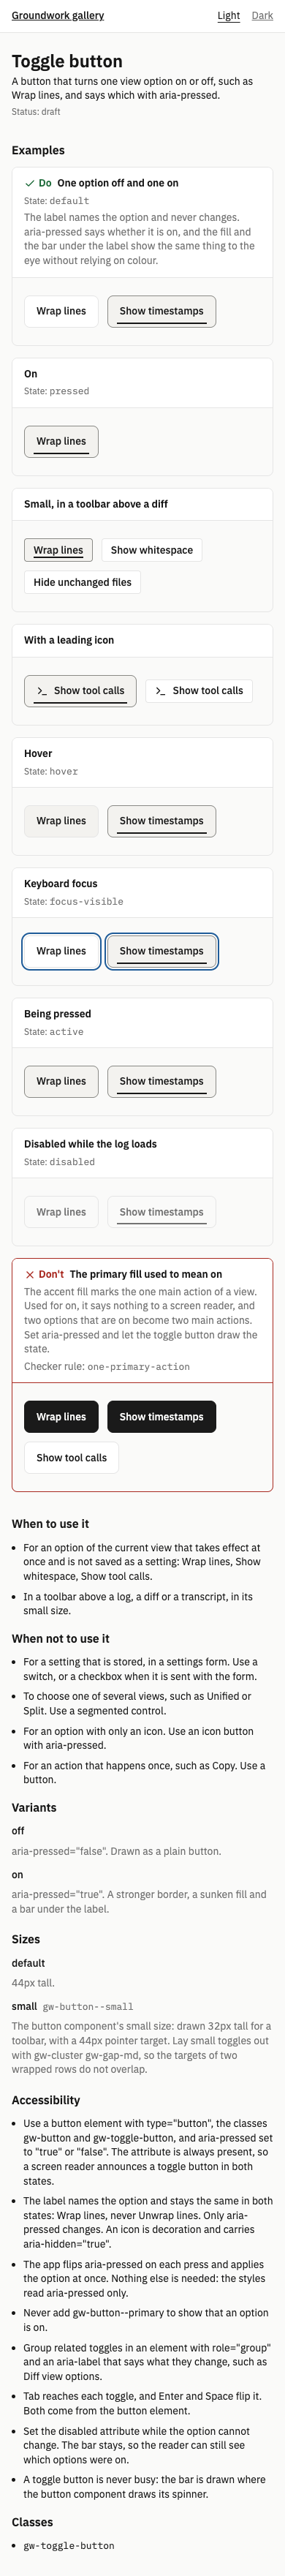 Groundwork gallery
Light
Dark
Toggle button
A button that turns one view option on or off, such as
Wrap lines, and says which with aria-pressed.
Status: draft
Examples
Do One option off and one on
State: default
The label names the option and never changes.
aria-pressed says whether it is on, and the fill and
the bar under the label show the same thing to the
eye without relying on colour.
Wrap lines
Show timestamps
On
State: pressed
Wrap lines
Small, in a toolbar above a diff
Wrap lines
Show whitespace
Hide unchanged files
With a leading icon
Show tool calls
Show tool calls
Hover
State: hover
Wrap lines
Show timestamps
Keyboard focus
State: focus-visible
Wrap lines
Show timestamps
Being pressed
State: active
Wrap lines
Show timestamps
Disabled while the log loads
State: disabled
Wrap lines
Show timestamps
Don't The primary fill used to mean on
The accent fill marks the one main action of a view.
Used for on, it says nothing to a screen reader, and
two options that are on become two main actions.
Set aria-pressed and let the toggle button draw the
state.
Checker rule: one-primary-action
Wrap lines
Show timestamps
Show tool calls
When to use it
• For an option of the current view that takes effect at
once and is not saved as a setting: Wrap lines, Show
whitespace, Show tool calls.
• In a toolbar above a log, a diff or a transcript, in its
small size.
When not to use it
• For a setting that is stored, in a settings form. Use a
switch, or a checkbox when it is sent with the form.
• To choose one of several views, such as Unified or
Split. Use a segmented control.
• For an option with only an icon. Use an icon button
with aria-pressed.
• For an action that happens once, such as Copy. Use a
button.
Variants
off
aria-pressed="false". Drawn as a plain button.
on
aria-pressed="true". A stronger border, a sunken fill and
a bar under the label.
Sizes
default
44px tall.
small gw-button--small
The button component's small size: drawn 32px tall for a
toolbar, with a 44px pointer target. Lay small toggles out
with gw-cluster gw-gap-md, so the targets of two
wrapped rows do not overlap.
Accessibility
• Use a button element with type="button", the classes
gw-button and gw-toggle-button, and aria-pressed set
to "true" or "false". The attribute is always present, so
a screen reader announces a toggle button in both
states.
• The label names the option and stays the same in both
states: Wrap lines, never Unwrap lines. Only aria-
pressed changes. An icon is decoration and carries
aria-hidden="true".
• The app flips aria-pressed on each press and applies
the option at once. Nothing else is needed: the styles
read aria-pressed only.
• Never add gw-button--primary to show that an option
is on.
• Group related toggles in an element with role="group"
and an aria-label that says what they change, such as
Diff view options.
• Tab reaches each toggle, and Enter and Space flip it.
Both come from the button element.
• Set the disabled attribute while the option cannot
change. The bar stays, so the reader can still see
which options were on.
• A toggle button is never busy: the bar is drawn where
the button component draws its spinner.
Classes
• gw-toggle-button